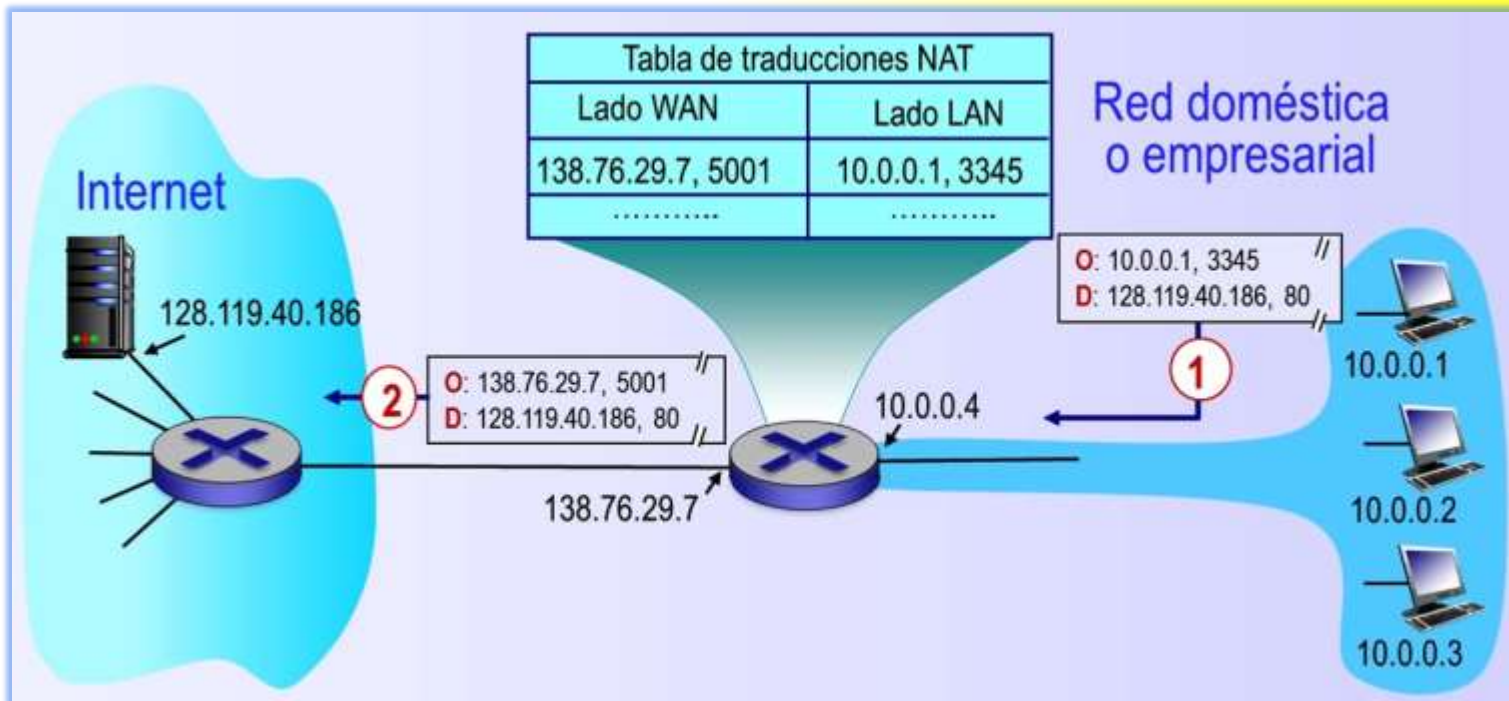 Tabla de traducciones NAT
Lado WAN
Lado LAN
138.76.29.7, 5001
10.0.0.1, 3345
………..
………..
Red doméstica
o empresarial
Internet
128.119.40.186
O: 10.0.0.1, 3345
D: 128.119.40.186, 80
1
10.0.0.1
2
O: 138.76.29.7, 5001
D: 128.119.40.186, 80
10.0.0.4
138.76.29.7
10.0.0.2
10.0.0.3